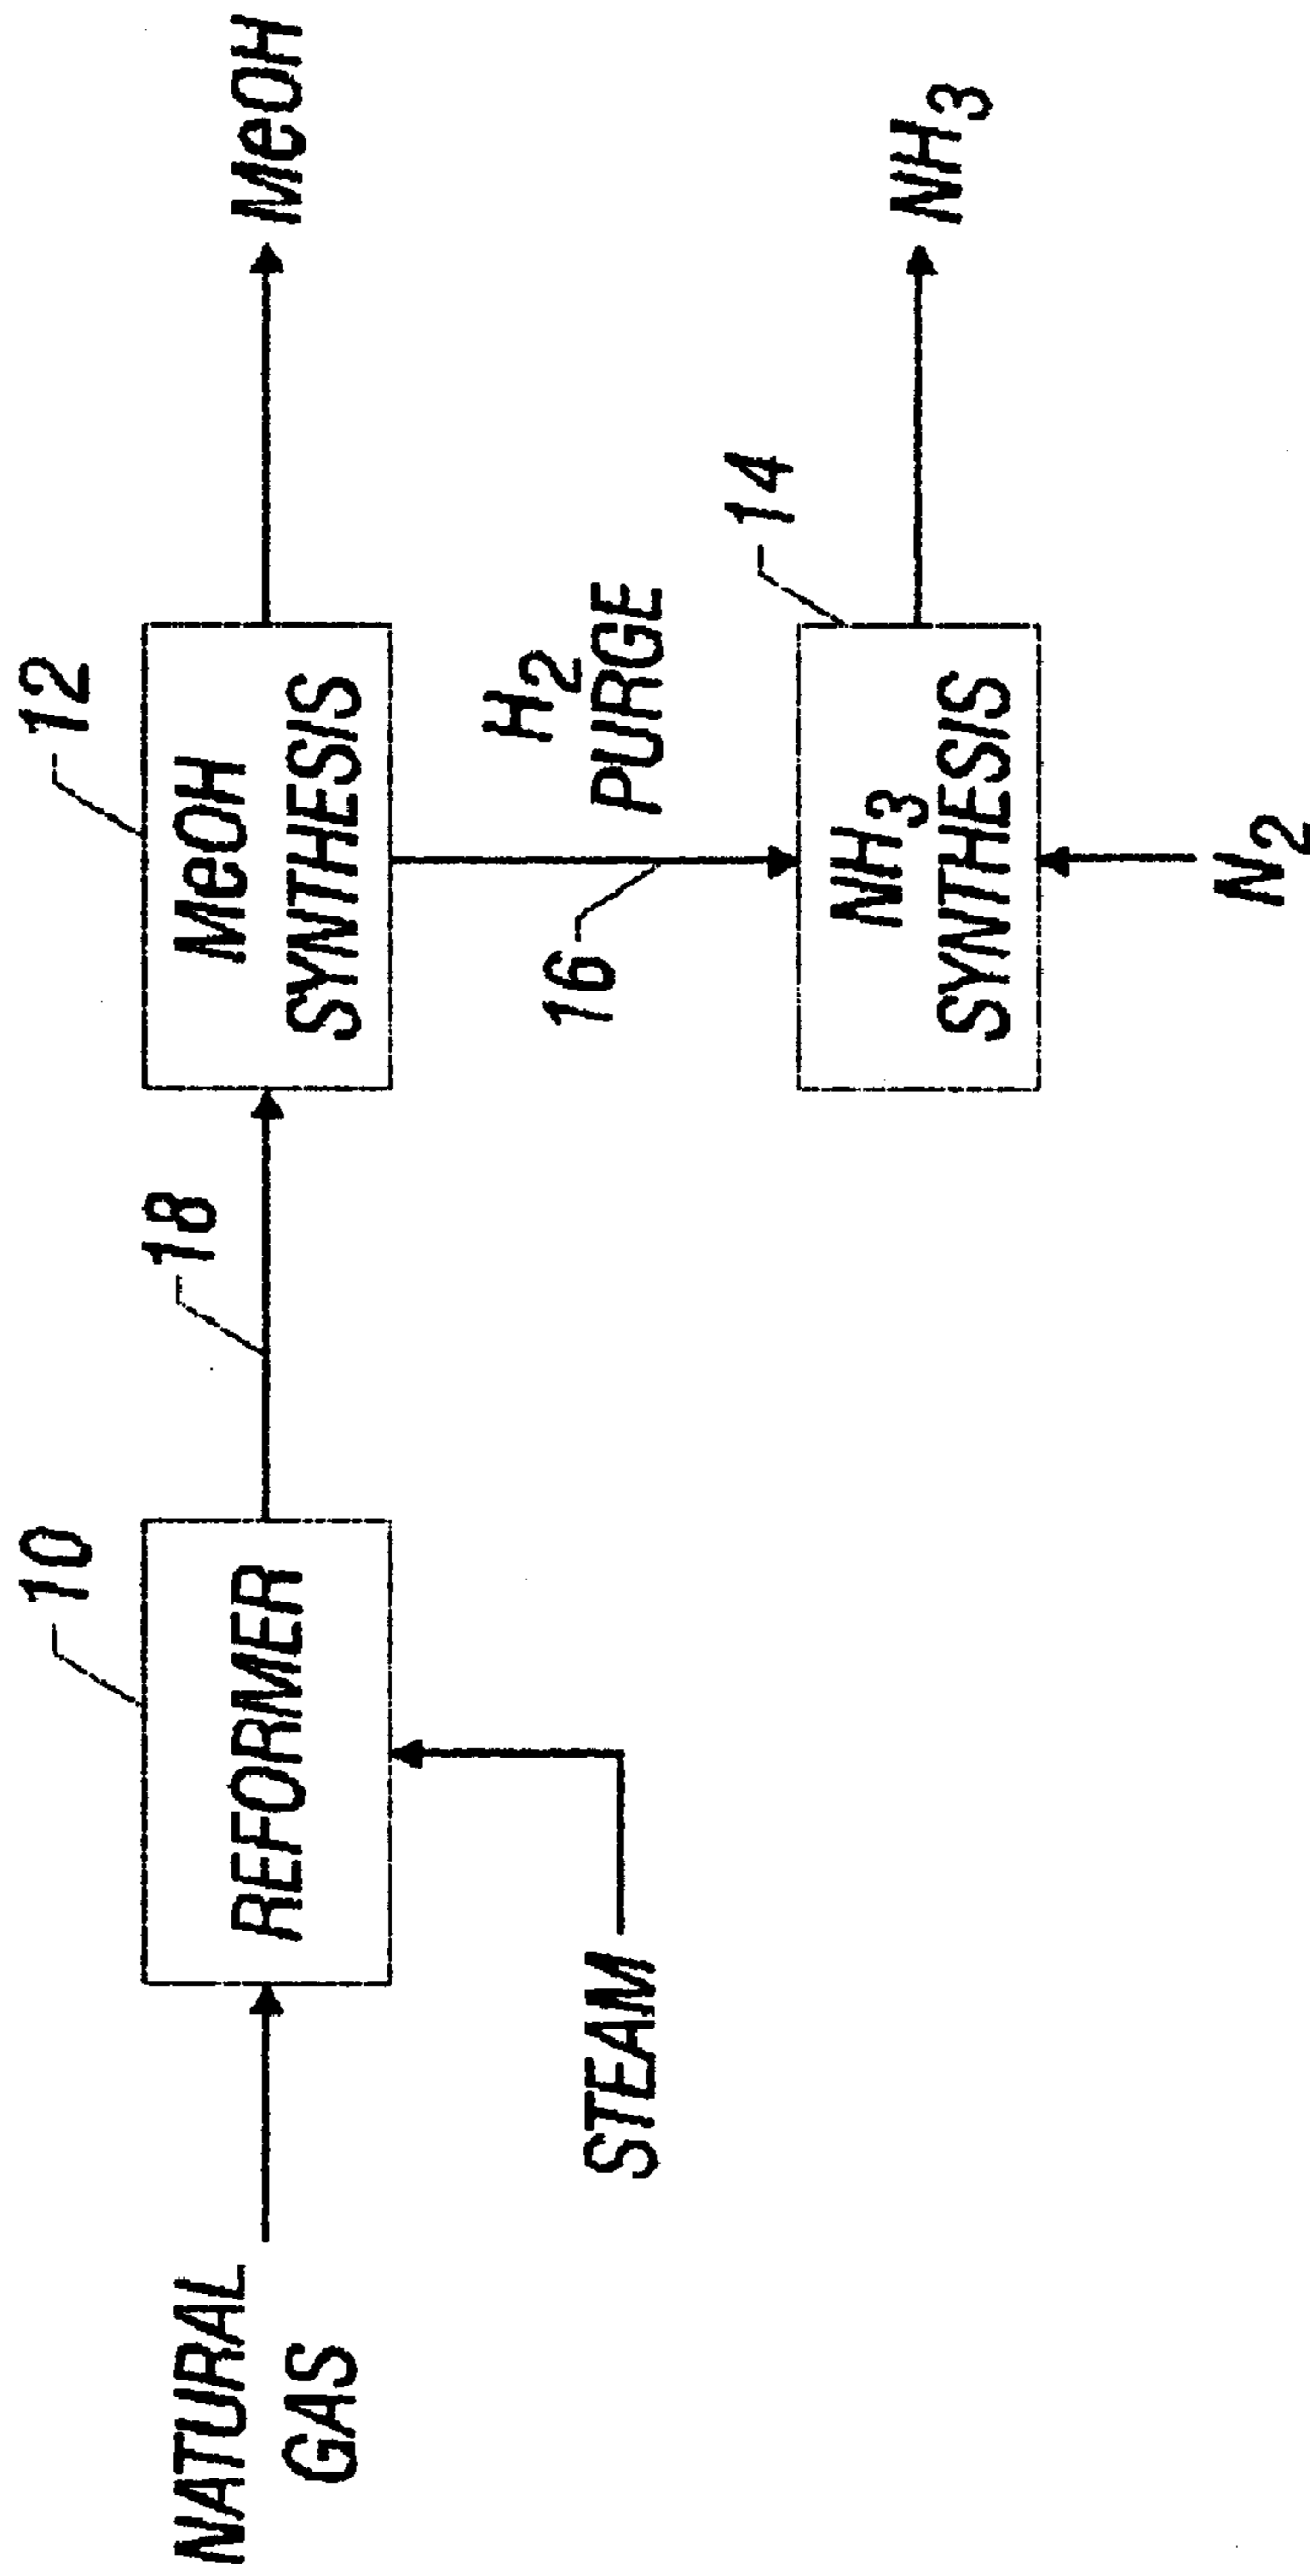 10
12
NATURAL
GAS
REFORMER
18
MeOH
SYNTHESIS
MeOH
STEAM
16
H2
PURGE
14
NH3
SYNTHESIS
NH3
N2